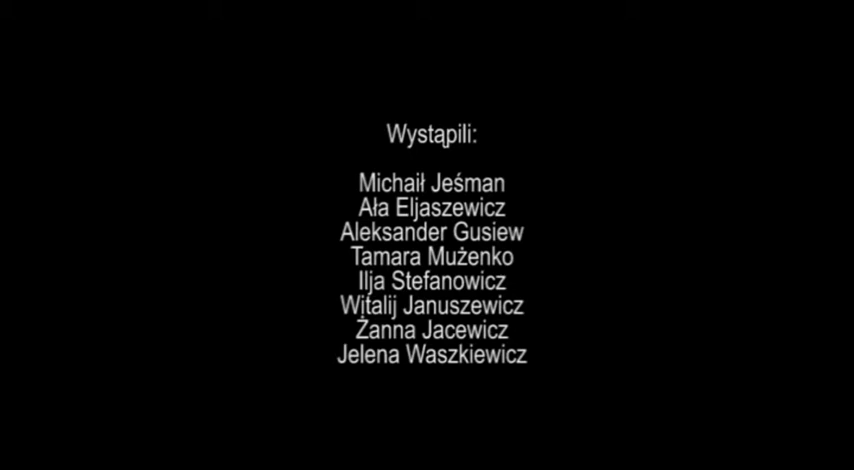 Wystąpili:
Michaił Jeśman
Ała Eljaszewicz
Aleksander Gusiew
Tamara Mużenko
Ilja Stefanowicz
Witalij Januszewicz
Żanna Jacewicz
Jelena Waszkiewicz